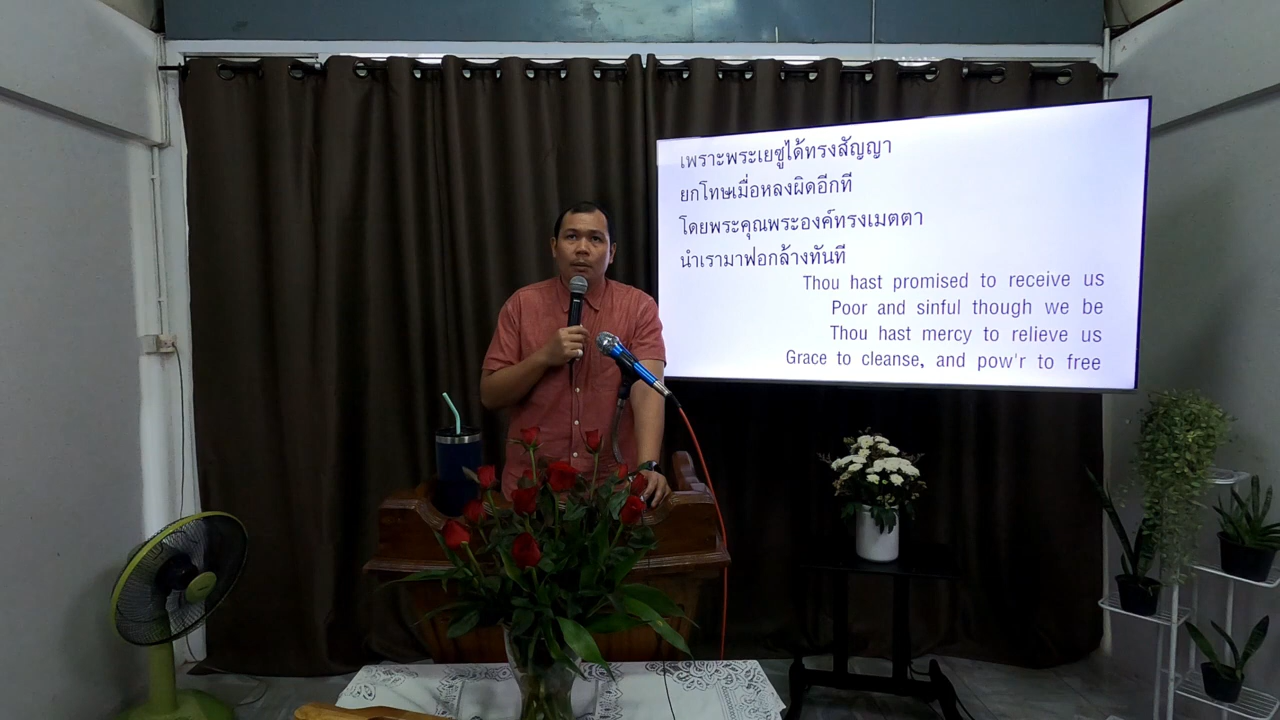 เพราะพระเยซูได้ทรงสัญญา
ยกโทษเมื่อหลงผิดอีกที
โดยพระคุณพระองค์ทรงเมตตา
นำเรามาฟอกล้างทันที
Thou hast promised to receive us
Poor and sinful though we be
Thou hast mercy to relieve us
Grace to cleanse, and pow'r to free